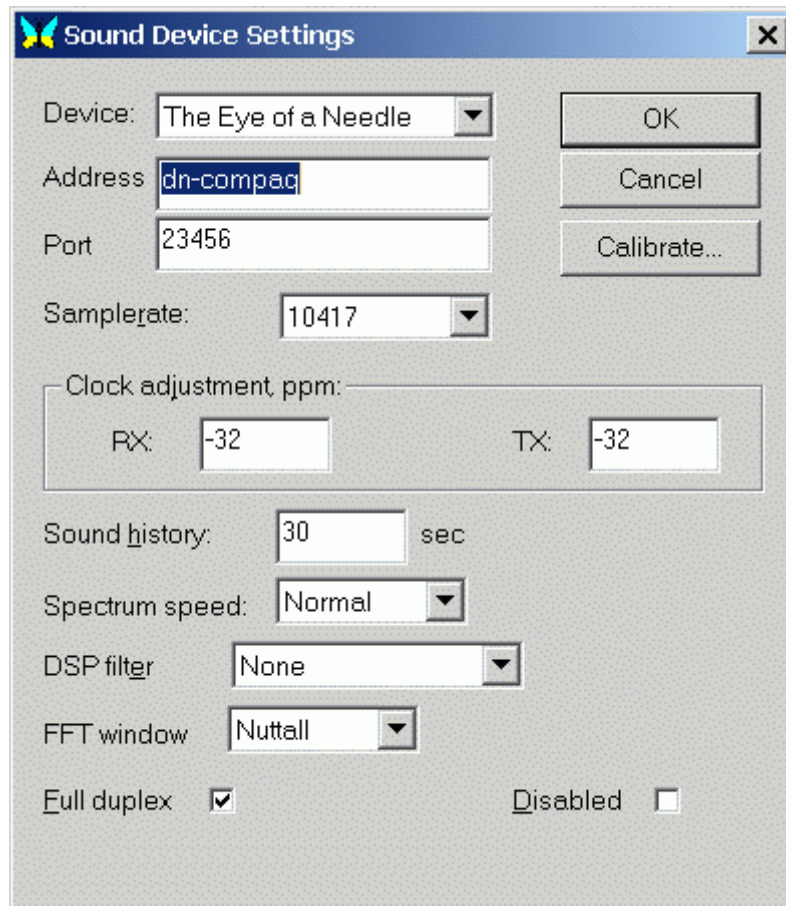 Sound Device Settings
Device: The Eye of a Needle
OK
Address dn-compaq
Cancel
Port 23456
Calibrate...
Samplerate: 10417
Clock adjustment, ppm:
RX: -32 TX: -32
Sound history: 30 sec
Spectrum speed: Normal
DSP filter None
FFT window Nuttall
Full duplex Disabled